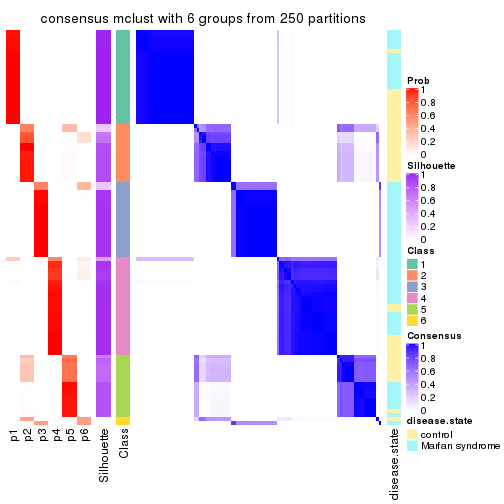 consensus mclust with 6 groups from 250 partitions
Prob
1
0.8
0.6
0.4
0.2
0
Silhouette
1
0.8
0.6
0.4
0.2
0
Class
1
2
3
4
5
6
Consensus
1
0.8
0.6
0.4
0.2
0
disease.state
control
Marfan syndrome
p1
p2
p3
p4
p5
p6
Silhouette
Class
disease.state